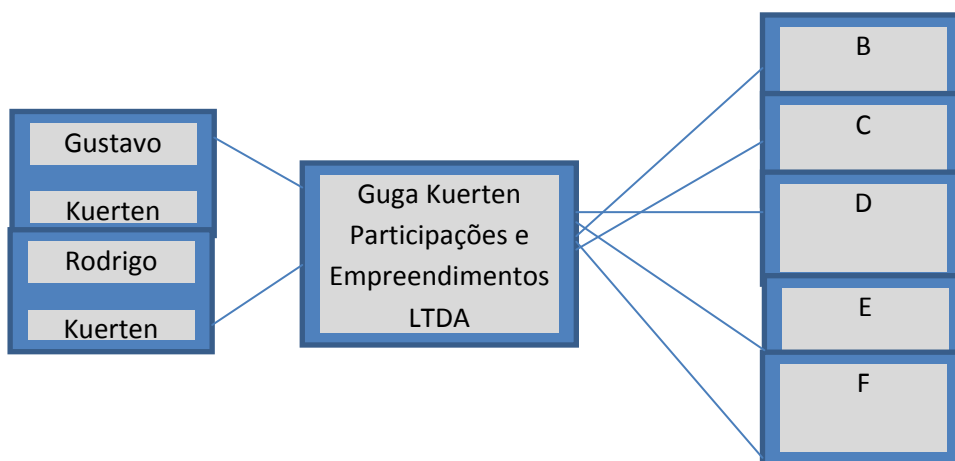 Gustavo
Kuerten
Rodrigo
Kuerten
Guga Kuerten
Participações e
Empreendimentos
LTDA
B
C
D
E
F